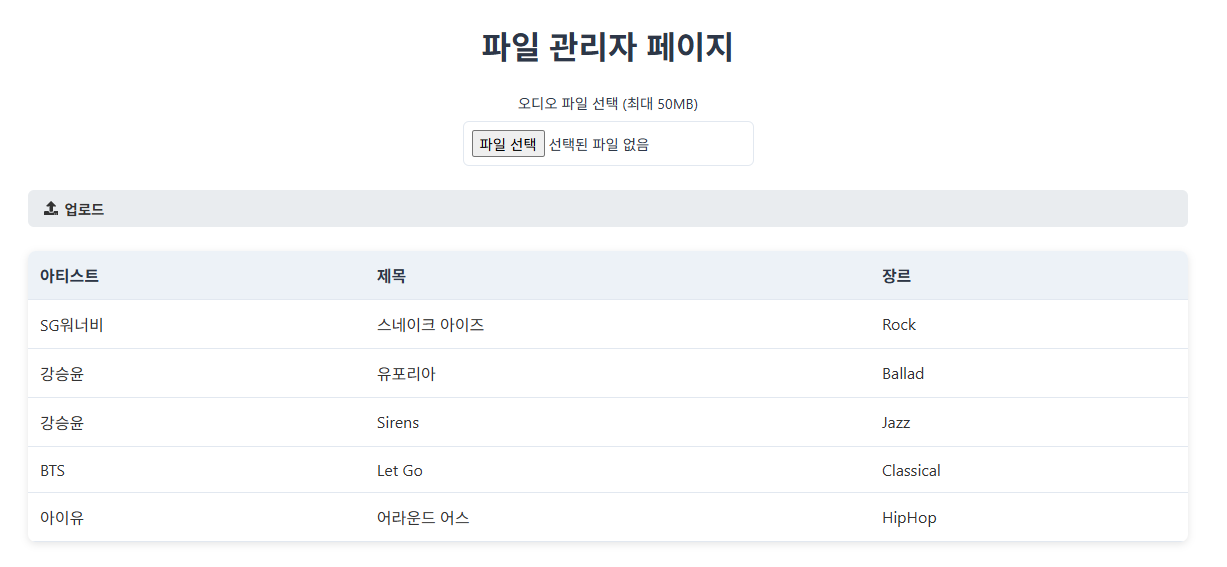 파일 관리자 페이지
오디오 파일 선택 (최대 50MB)
파일 선택 선택된 파일 없음
업로드
아티스트 제목 장르
SG워너비 스네이크 아이즈 Rock
강승윤 유포리아 Ballad
강승윤 Sirens Jazz
BTS Let Go Classical
아이유 어라운드 어스 HipHop